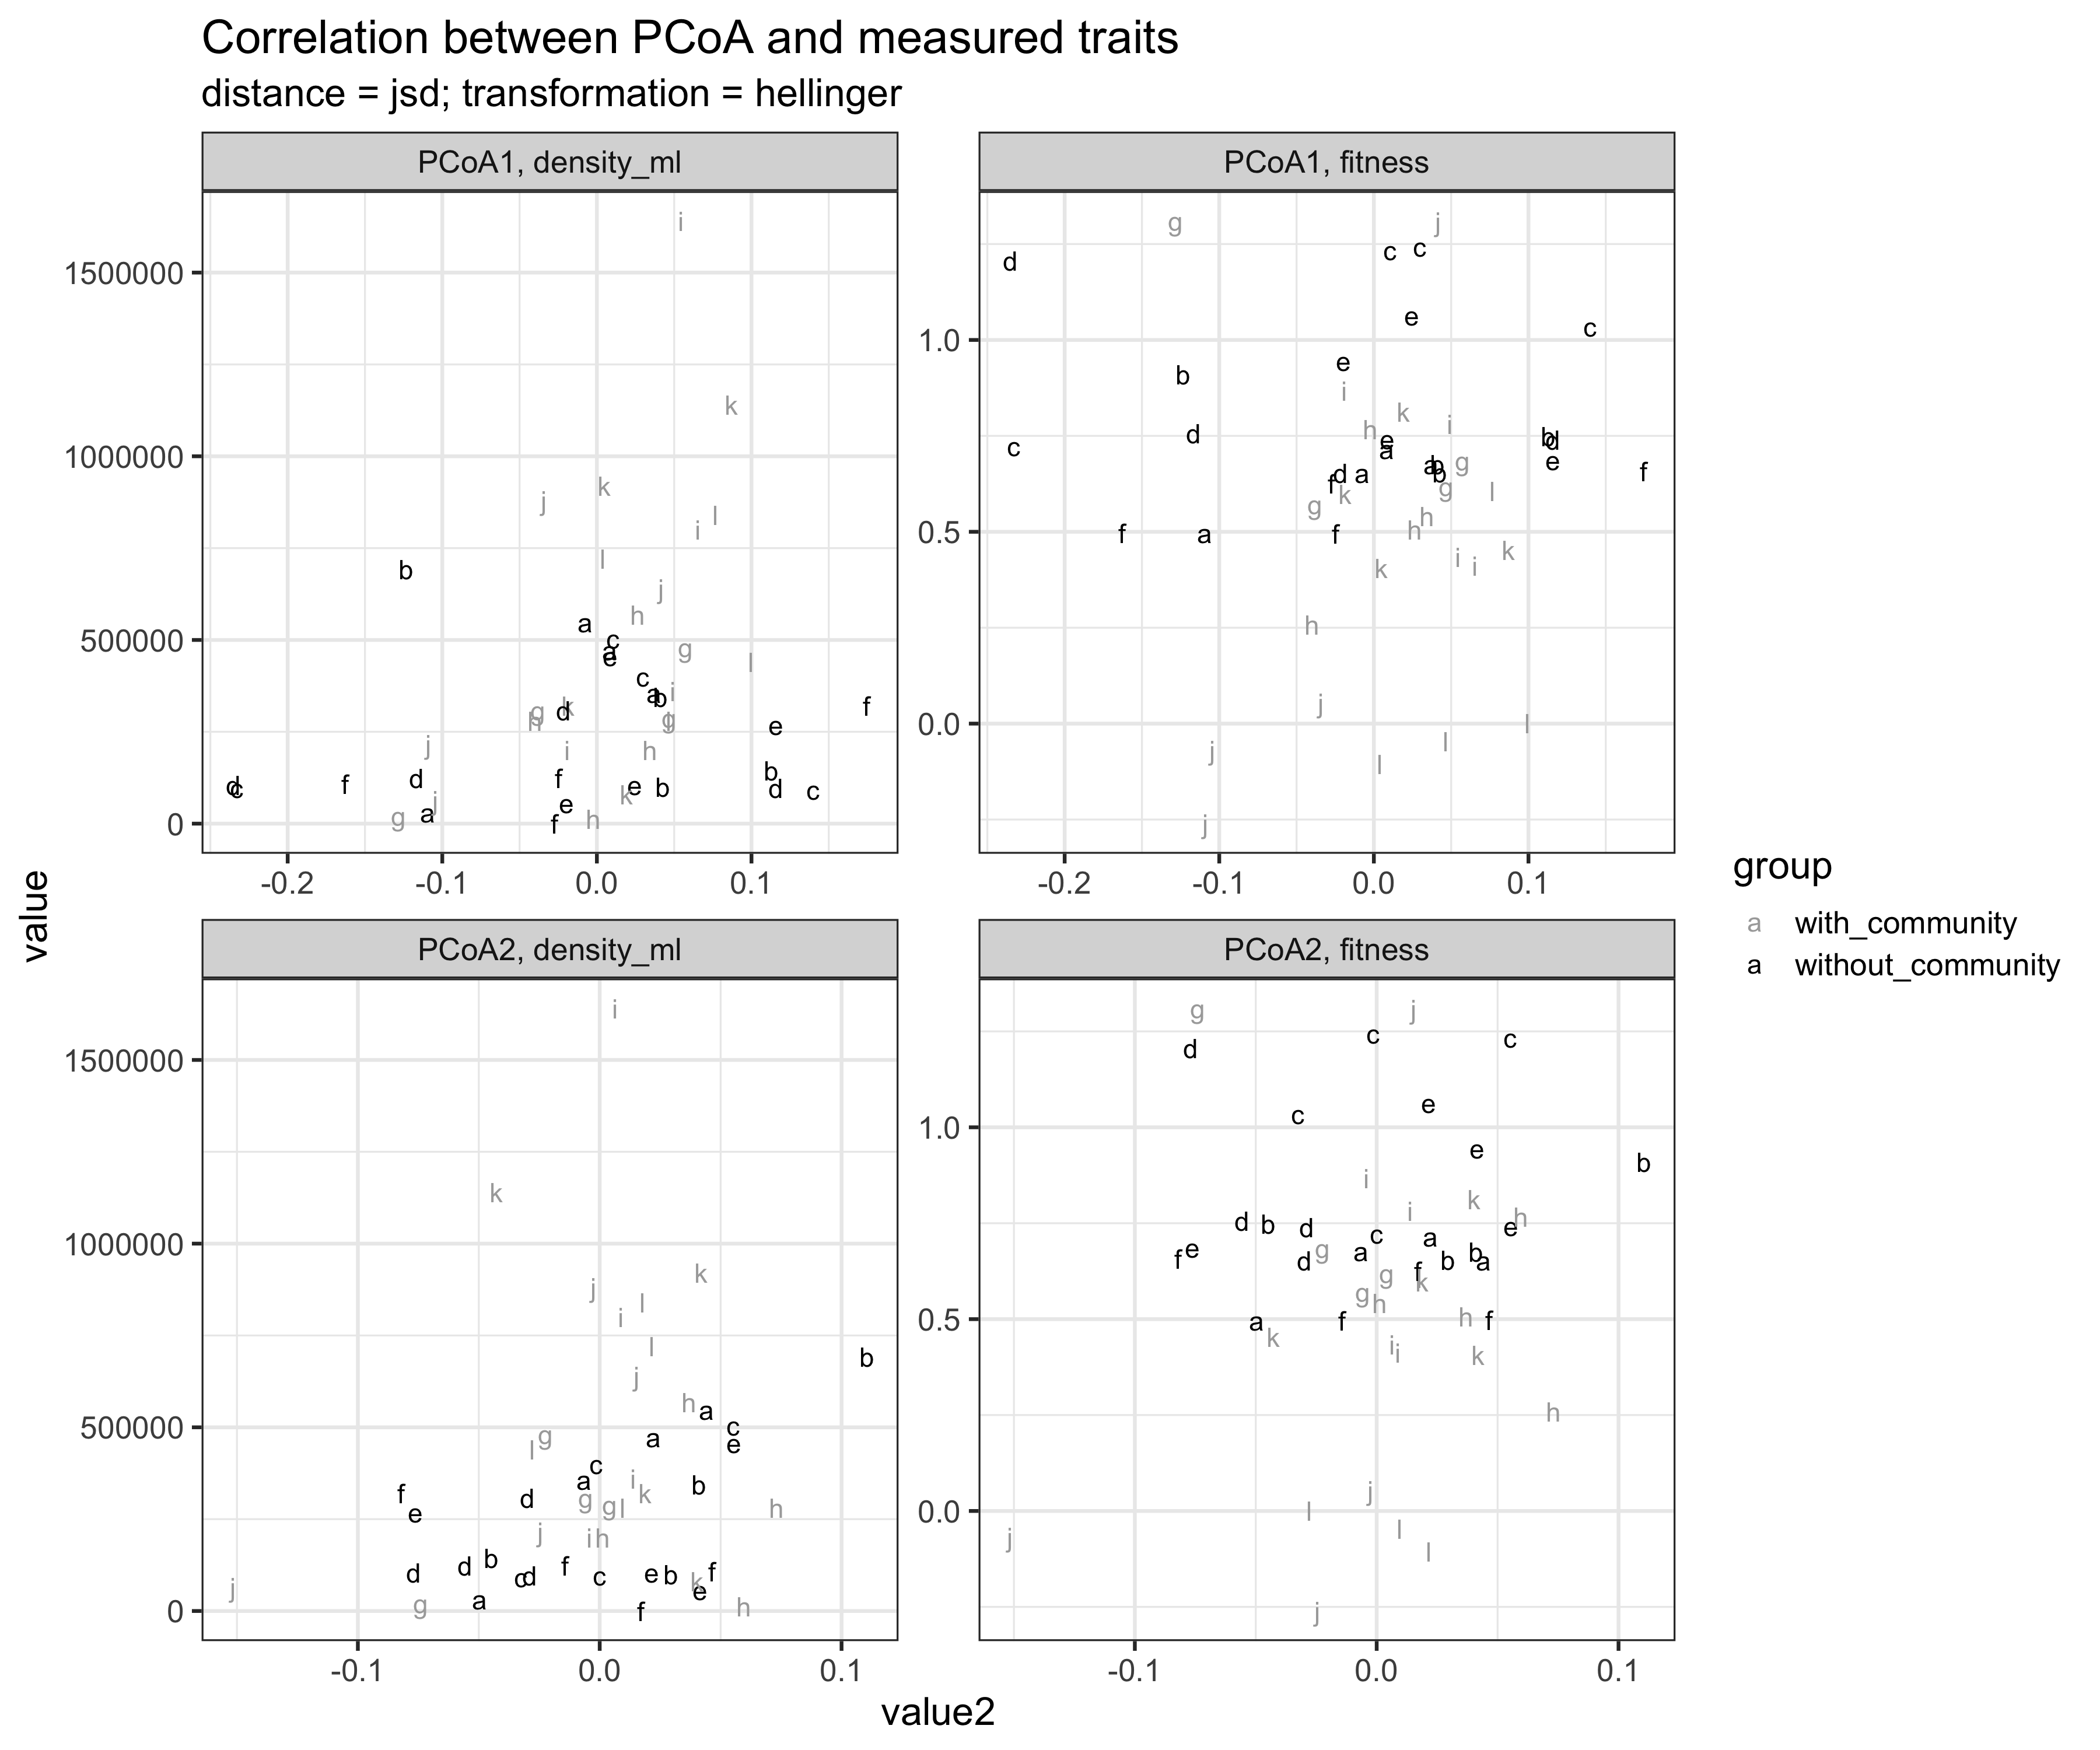 Correlation between PCoA and measured traits
distance = jsd; transformation = hellinger
PCoA1, density_ml
PCoA1, fitness
1500000
1000000
500000
0
1.0
0.5
0.0
-0.2 -0.1 0.0 0.1
-0.2 -0.1 0.0 0.1
PCoA2, density_ml
PCoA2, fitness
1500000
1000000
500000
0
1.0
0.5
0.0
-0.1 0.0 0.1
-0.1 0.0 0.1
value
value2
group
a with_community
a without_community